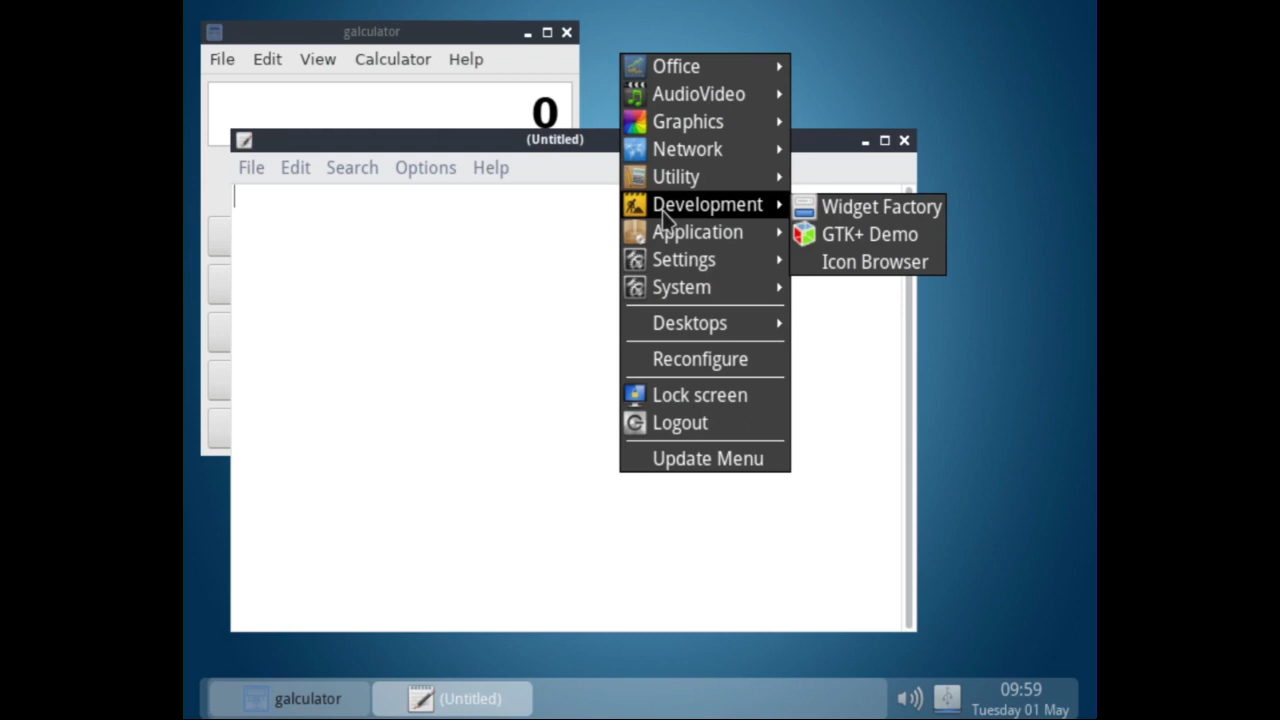 galculator
File Edit View Calculator Help
0
(Untitled)
File Edit Search Options Help
Office
AudioVideo
Graphics
Network
Utility
Development
Application
Settings
System
Desktops
Reconfigure
Lock screen
Logout
Update Menu
Widget Factory
GTK+ Demo
Icon Browser
galculator
(Untitled)
09:59
Tuesday 01 May